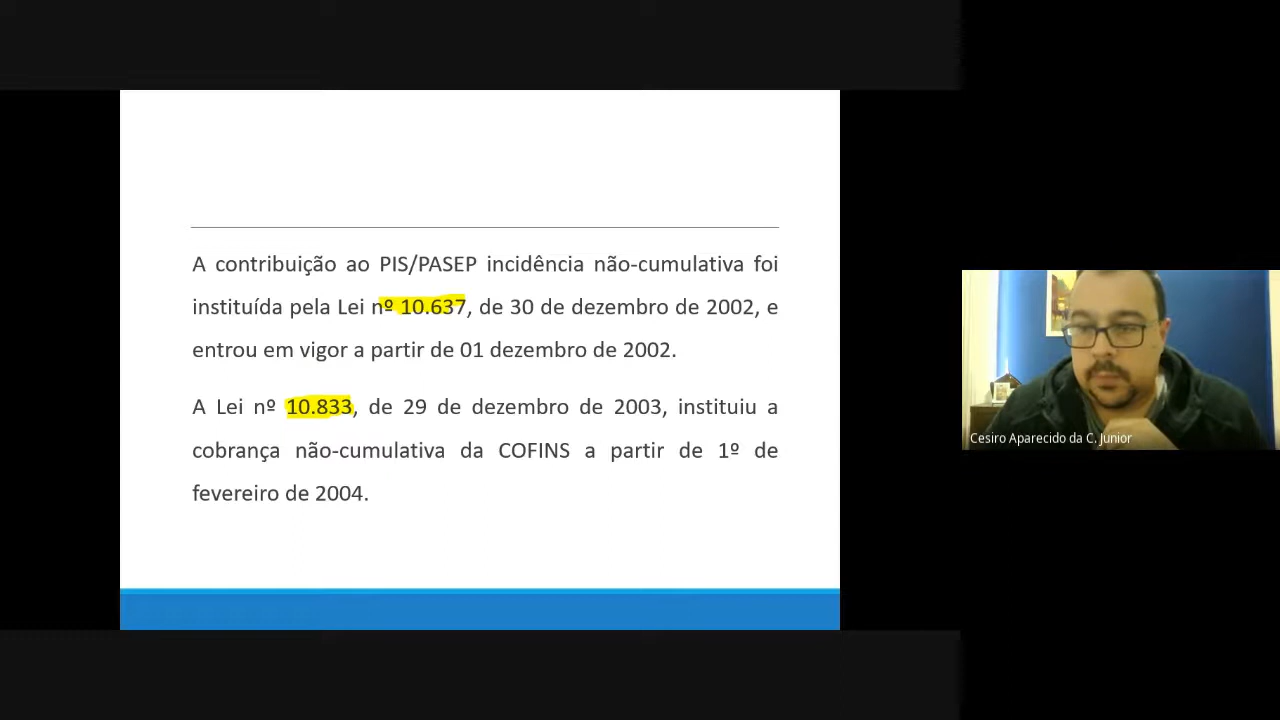 A contribuição ao PIS/PASEP incidência não-cumulativa foi
instituída pela Lei nº 10.637, de 30 de dezembro de 2002, e
entrou em vigor a partir de 01 dezembro de 2002.
A Lei nº 10.833, de 29 de dezembro de 2003, instituiu a
cobrança não-cumulativa da COFINS a partir de 1º de
fevereiro de 2004.
Cesiro Aparecido da C. Junior